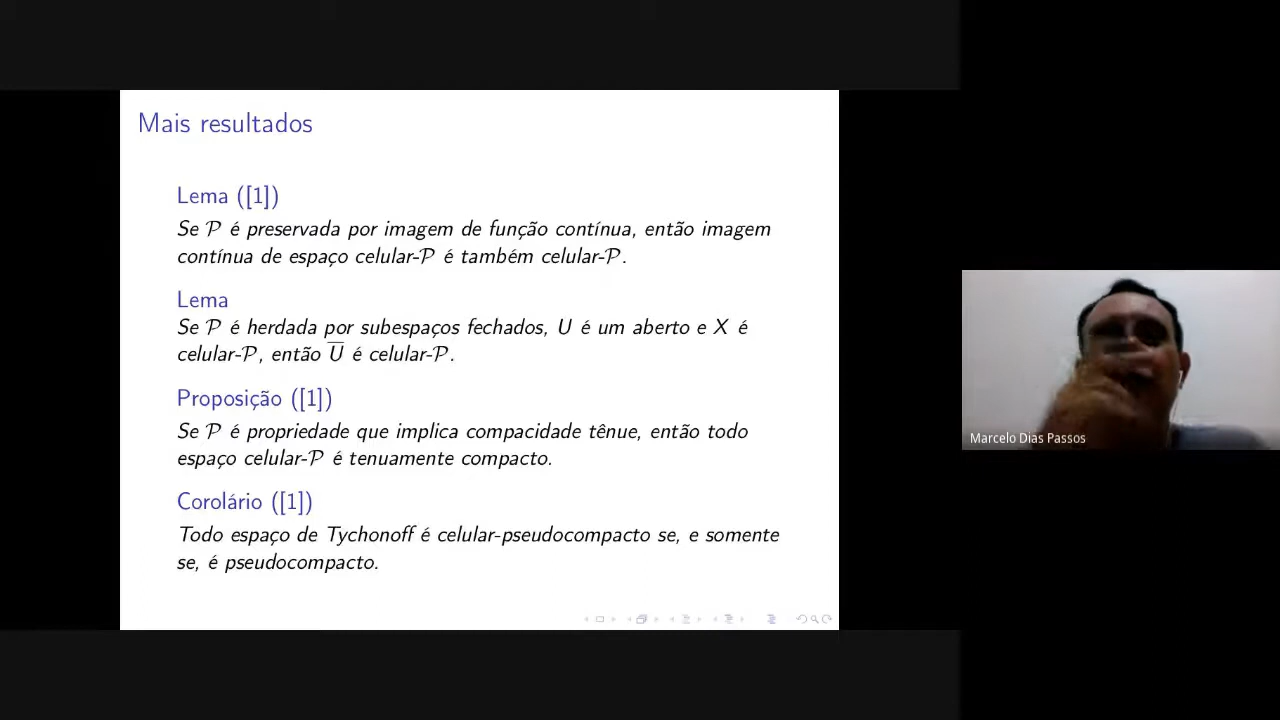 Mais resultados
Lema ([1])
Se 𝒫 é preservada por imagem de função contínua, então imagem
contínua de espaço celular-𝒫 é também celular-𝒫.
Lema
Se 𝒫 é herdada por subespaços fechados, U é um aberto e X é
celular-𝒫, então U̅ é celular-𝒫.
Proposição ([1])
Se 𝒫 é propriedade que implica compacidade tênue, então todo
espaço celular-𝒫 é tenuamente compacto.
Corolário ([1])
Todo espaço de Tychonoff é celular-pseudocompacto se, e somente
se, é pseudocompacto.
Marcelo Dias Passos